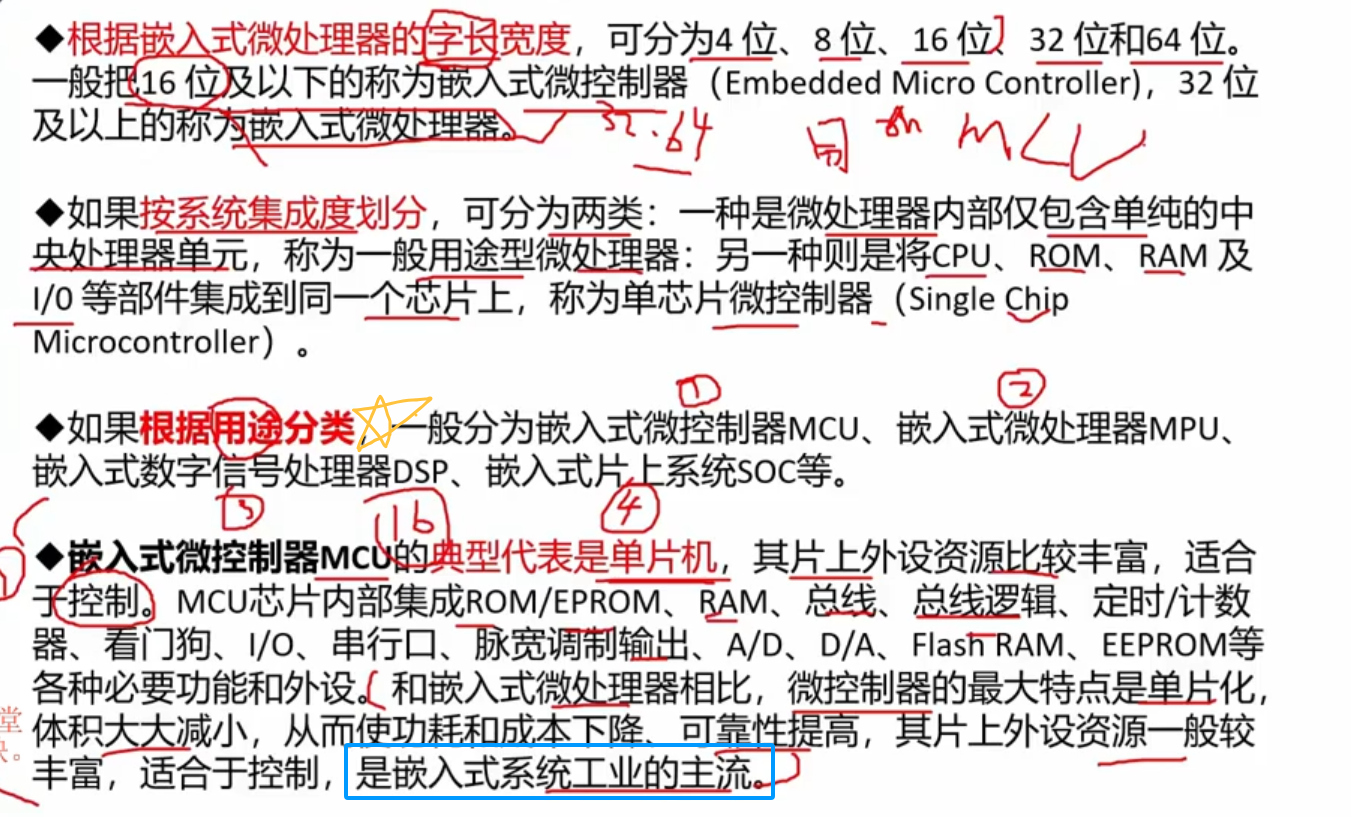 ◆根据嵌入式微处理器的字长宽度，可分为4 位、8 位、16 位、32 位和64 位。
一般把16 位及以下的称为嵌入式微控制器（Embedded Micro Controller)，32 位
及以上的称为嵌入式微处理器。
32.64
MCU
◆如果按系统集成度划分，可分为两类：一种是微处理器内部仅包含单纯的中
央处理器单元，称为一般用途型微处理器：另一种则是将CPU、ROM、RAM 及
I/0 等部件集成到同一个芯片上，称为单芯片微控制器（Single Chip
Microcontroller）。
① ②
◆如果根据用途分类，一般分为嵌入式微控制器MCU、嵌入式微处理器MPU、
嵌入式数字信号处理器DSP、嵌入式片上系统SOC等。
③ 16 ④
◆嵌入式微控制器MCU的典型代表是单片机，其片上外设资源比较丰富，适合
于控制。MCU芯片内部集成ROM/EPROM、RAM、总线、总线逻辑、定时/计数
器、看门狗、I/O、串行口、脉宽调制输出、A/D、D/A、Flash RAM、EEPROM等
各种必要功能和外设。和嵌入式微处理器相比，微控制器的最大特点是单片化，
体积大大减小，从而使功耗和成本下降、可靠性提高，其片上外设资源一般较
丰富，适合于控制，是嵌入式系统工业的主流。
堂